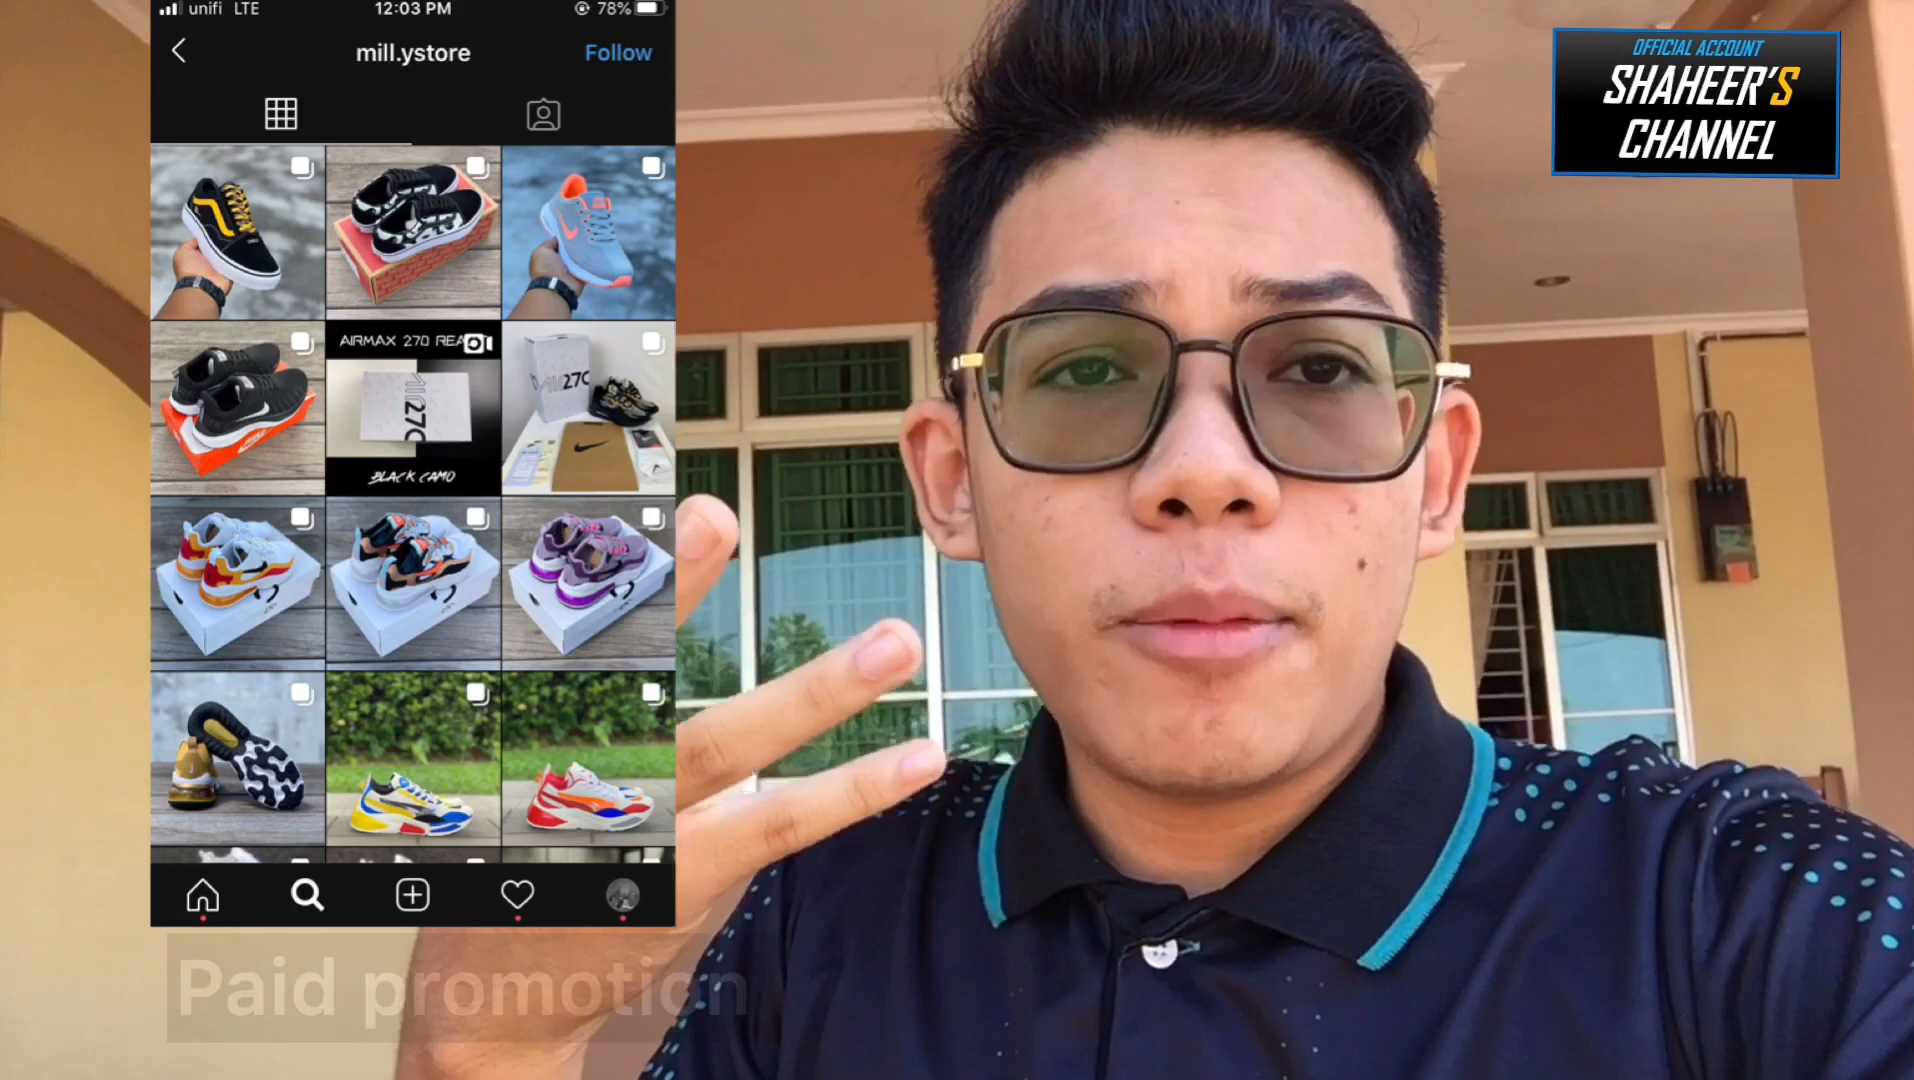 unifi LTE
12:03 PM
78%
mill.ystore
Follow
AIRMAX 270 REA
BLACK CAMO
OFFICIAL ACCOUNT
SHAHEER'S
CHANNEL
Paid promotion